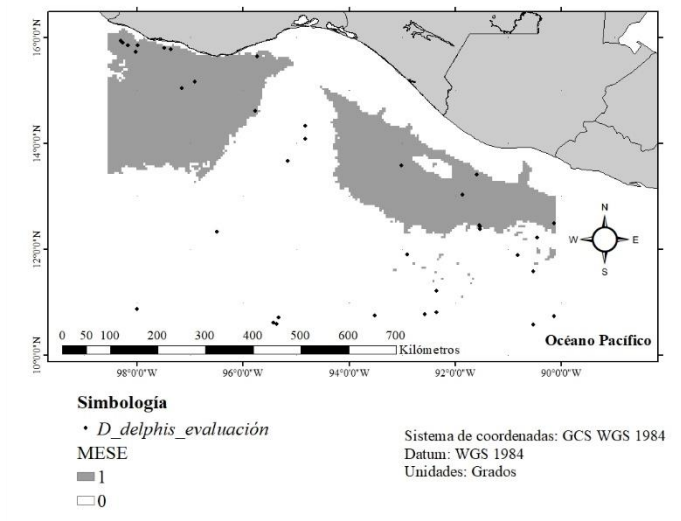 16°0'0"N
14°0'0"N
12°0'0"N
10°0'0"N
N
W E
S
0 50 100 200 300 400 500 600 700
Kilómetros
Océano Pacífico
98°0'0"W 96°0'0"W 94°0'0"W 92°0'0"W 90°0'0"W
Simbología
D_delphis_evaluación
MESE
1
0
Sistema de coordenadas: GCS WGS 1984
Datum: WGS 1984
Unidades: Grados